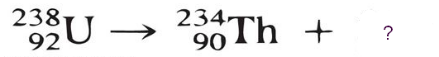 ²³⁸₉₂U → ²³⁴₉₀Th + ?